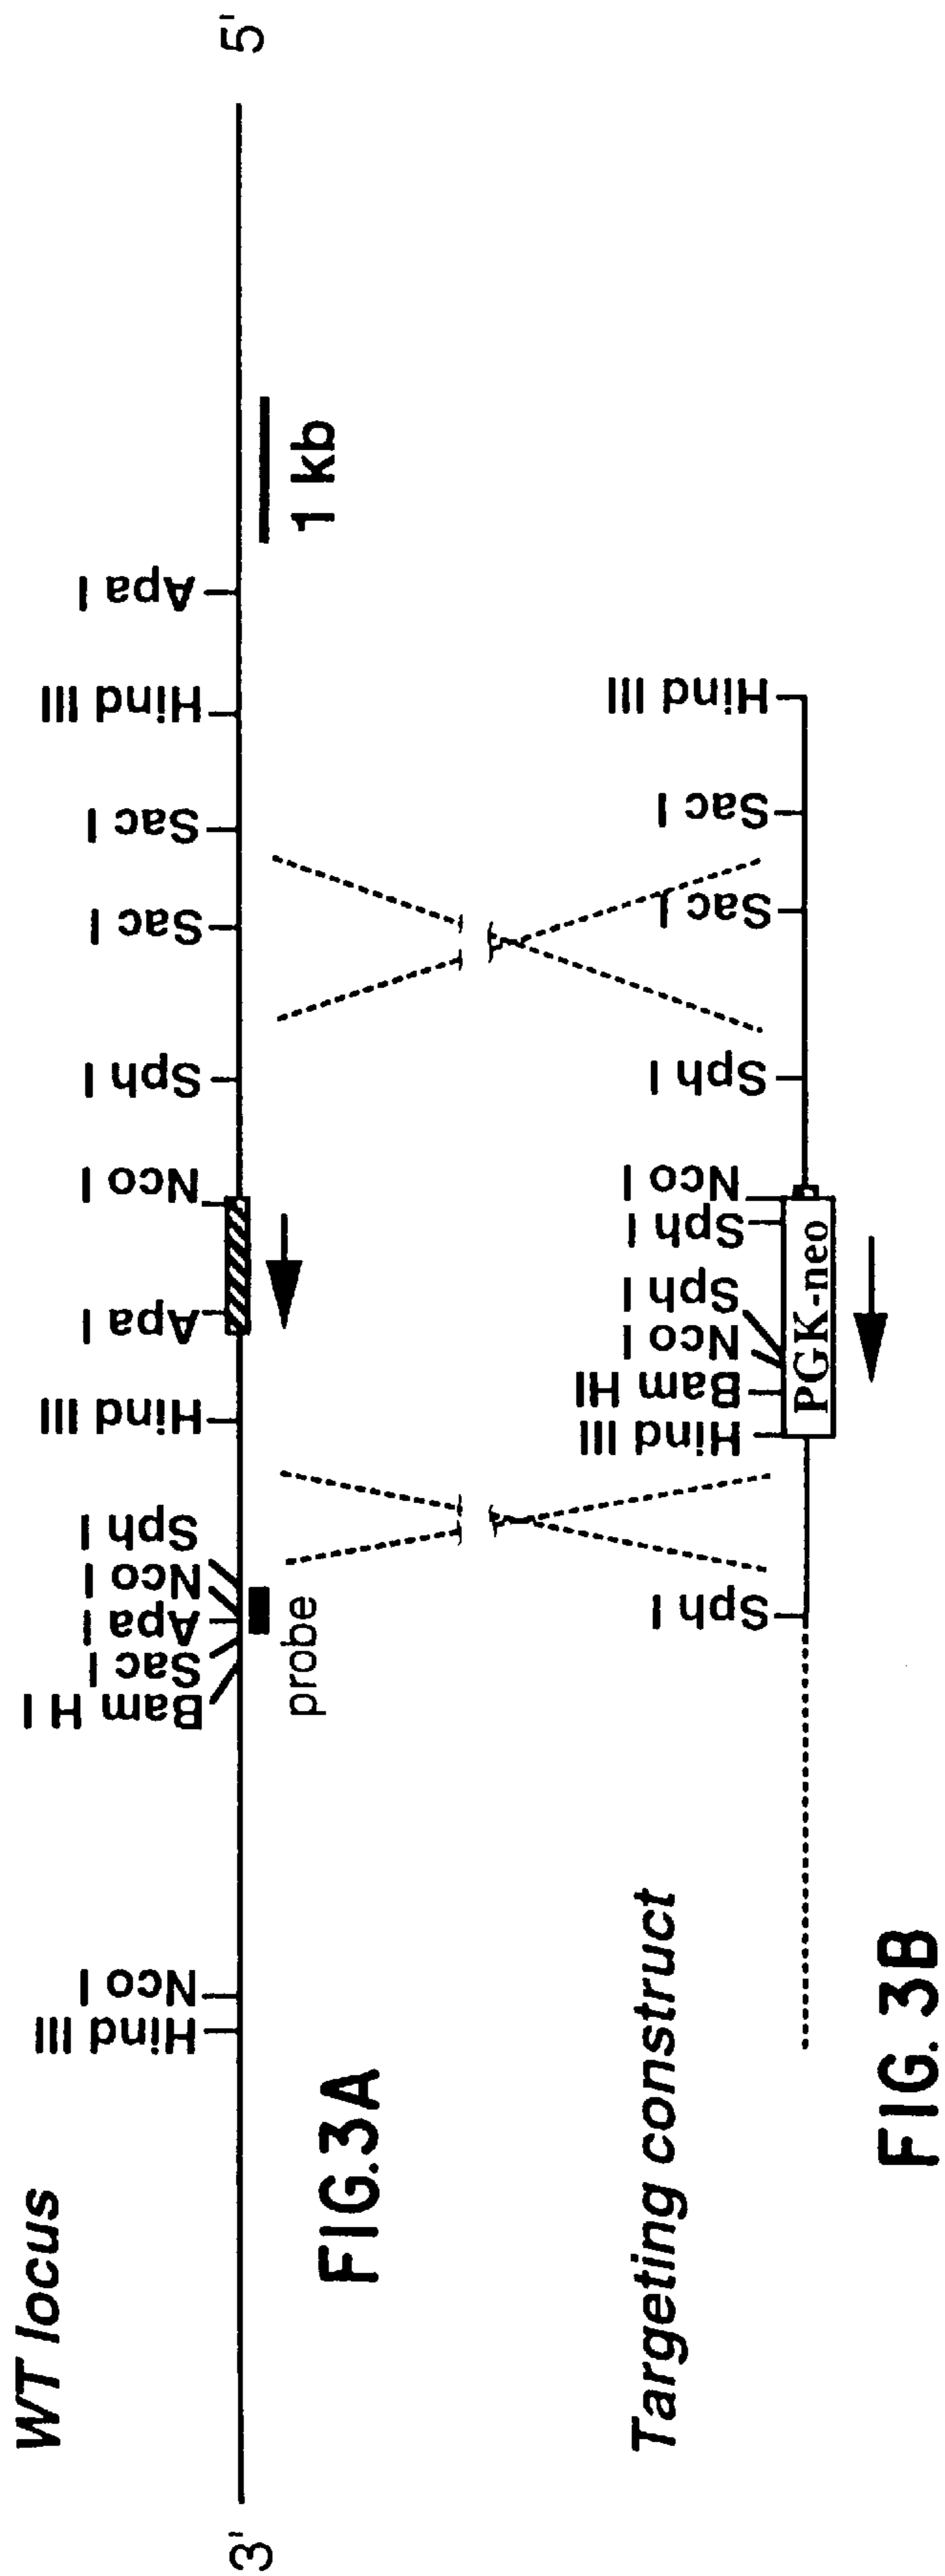 WT locus
3'
Hind III
Nco I
Bam H I
Sac I
Apa I
Nco I
Sph I
Hind III
Apa I
Nco I
Sph I
Sac I
Sac I
Hind III
Apa I
5'
probe
1 kb
FIG.3A
Targeting construct
Sph I
Hind III
Bam HI
Nco I
Sph I
Sph I
Nco I
Sph I
Sac I
Sac I
Hind III
PGK-neo
FIG. 3B